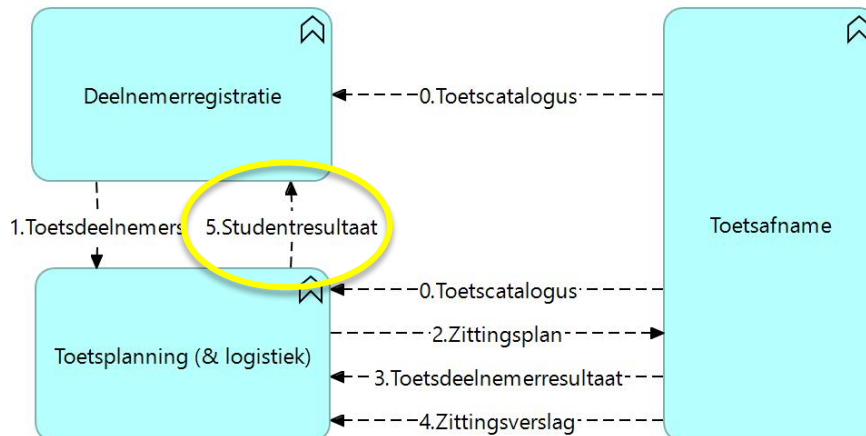 Deelnemerregistratie
0.Toetscatalogus
Toetsafname
1.Toetsdeelnemers
5.Studentresultaat
0.Toetscatalogus
2.Zittingsplan
Toetsplanning (& logistiek)
3.Toetsdeelnemerresultaat
4.Zittingsverslag